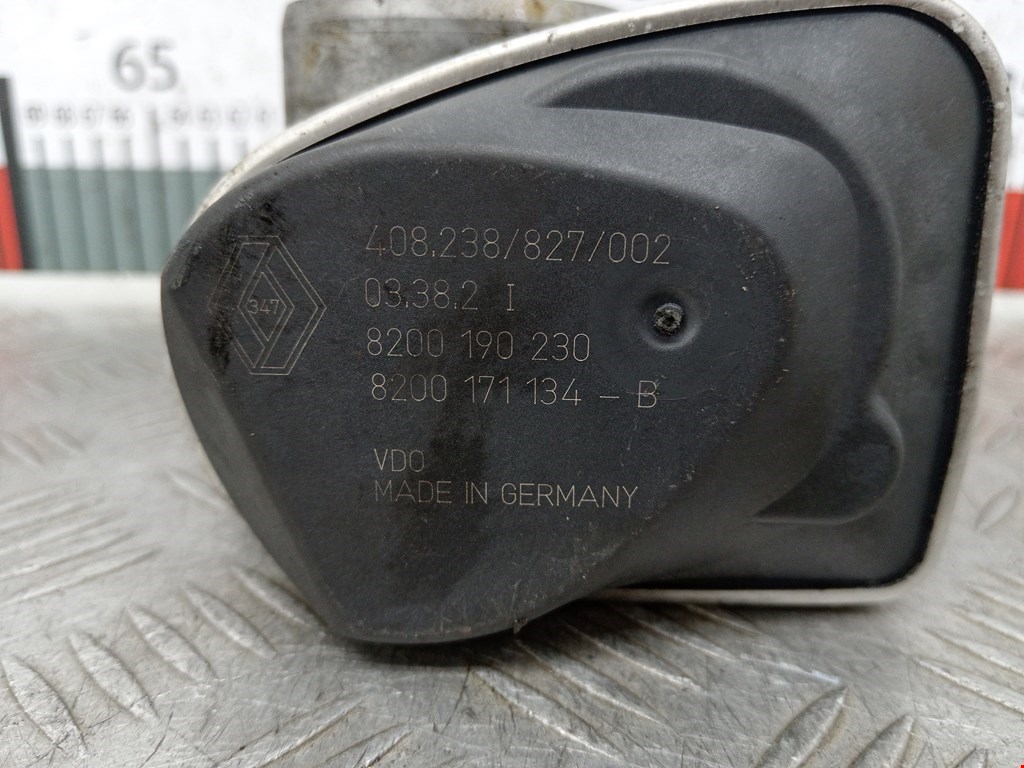 65
347
408.238/827/002
03.38.2 I
8200 190 230
8200 171 134 - B
VDO
MADE IN GERMANY